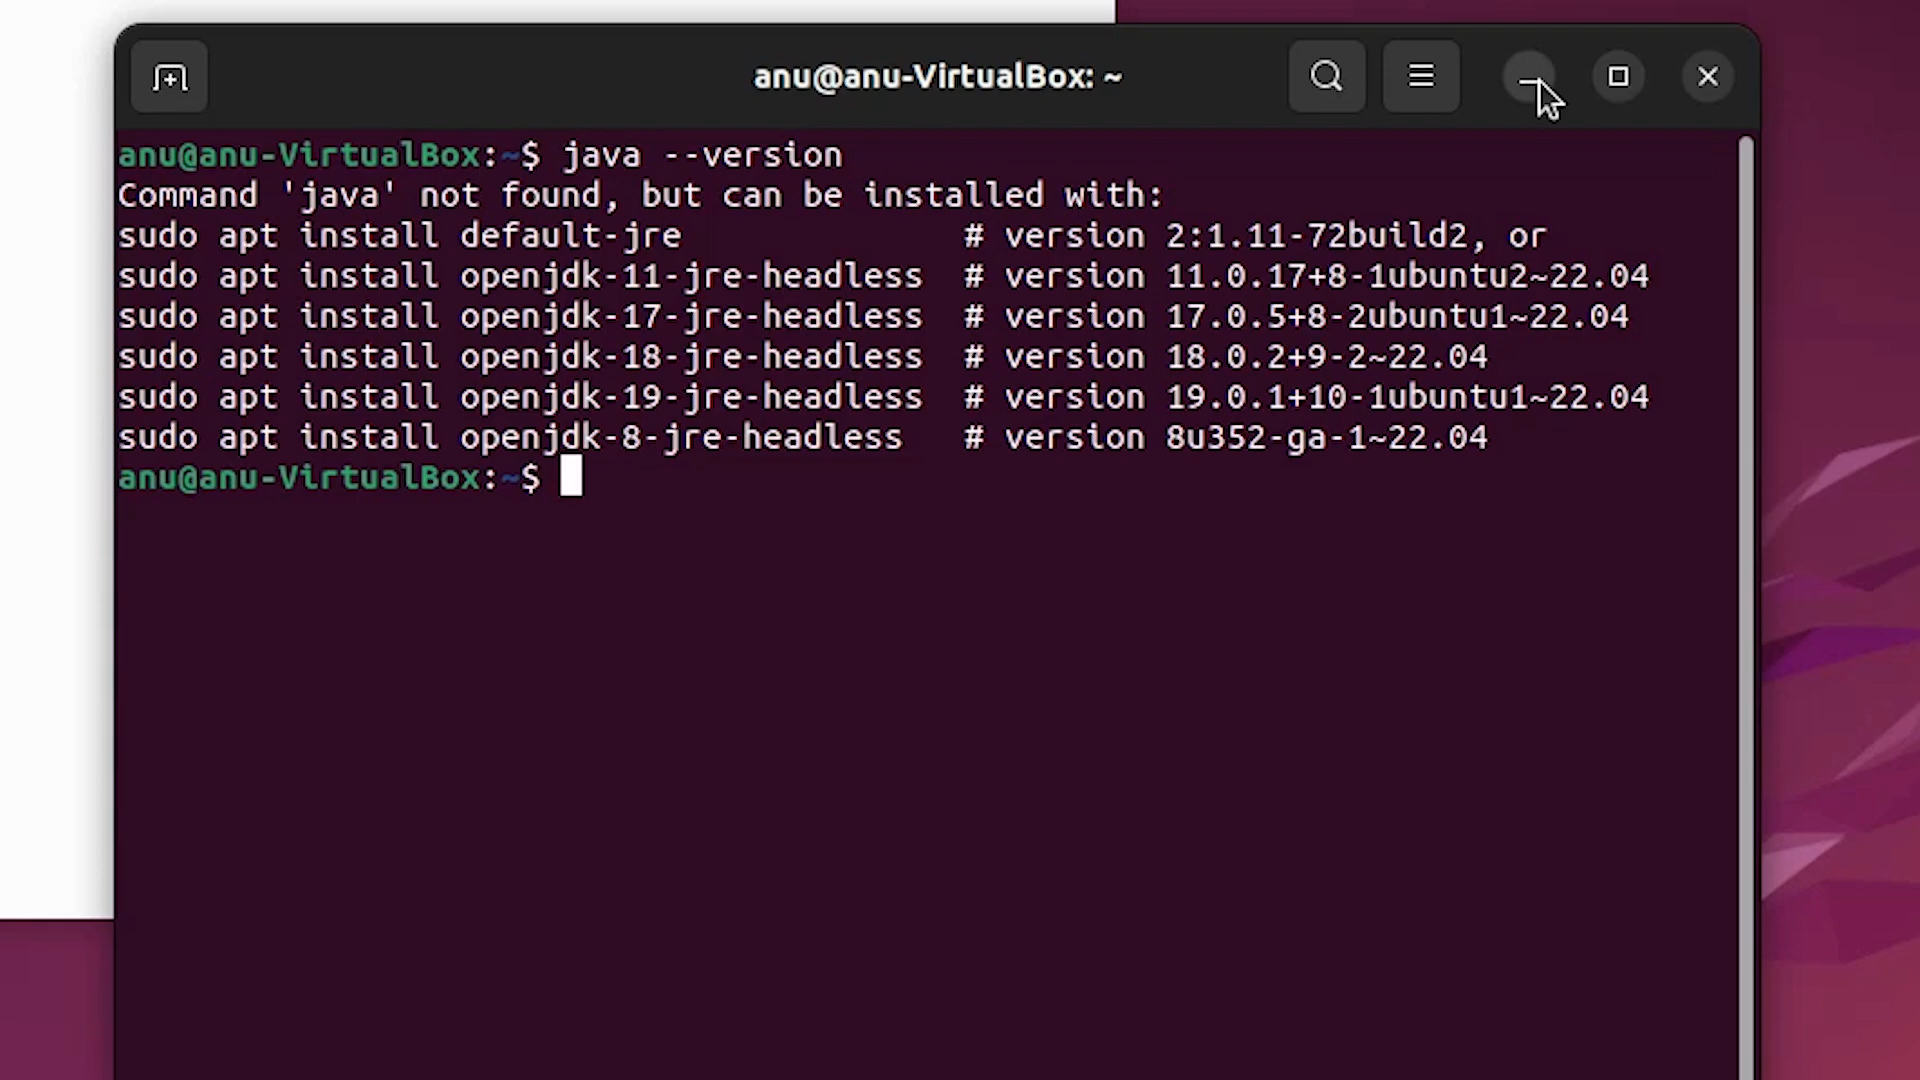 anu@anu-VirtualBox: ~
anu@anu-VirtualBox:~$ java --version
Command 'java' not found, but can be installed with:
sudo apt install default-jre              # version 2:1.11-72build2, or
sudo apt install openjdk-11-jre-headless  # version 11.0.17+8-1ubuntu2~22.04
sudo apt install openjdk-17-jre-headless  # version 17.0.5+8-2ubuntu1~22.04
sudo apt install openjdk-18-jre-headless  # version 18.0.2+9-2~22.04
sudo apt install openjdk-19-jre-headless  # version 19.0.1+10-1ubuntu1~22.04
sudo apt install openjdk-8-jre-headless   # version 8u352-ga-1~22.04
anu@anu-VirtualBox:~$